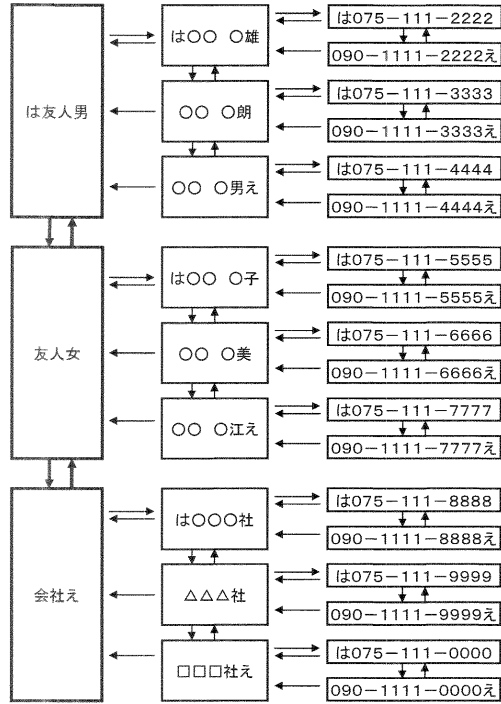 は友人男
は○○ ○雄
は075－111－2222
090－1111－2222え
○○ ○朗
は075－111－3333
090－1111－3333え
○○ ○男え
は075－111－4444
090－1111－4444え
友人女
は○○ ○子
は075－111－5555
090－1111－5555え
○○ ○美
は075－111－6666
090－1111－6666え
○○ ○江え
は075－111－7777
090－1111－7777え
会社え
は○○○社
は075－111－8888
090－1111－8888え
△△△社
は075－111－9999
090－1111－9999え
□□□社え
は075－111－0000
090－1111－0000え